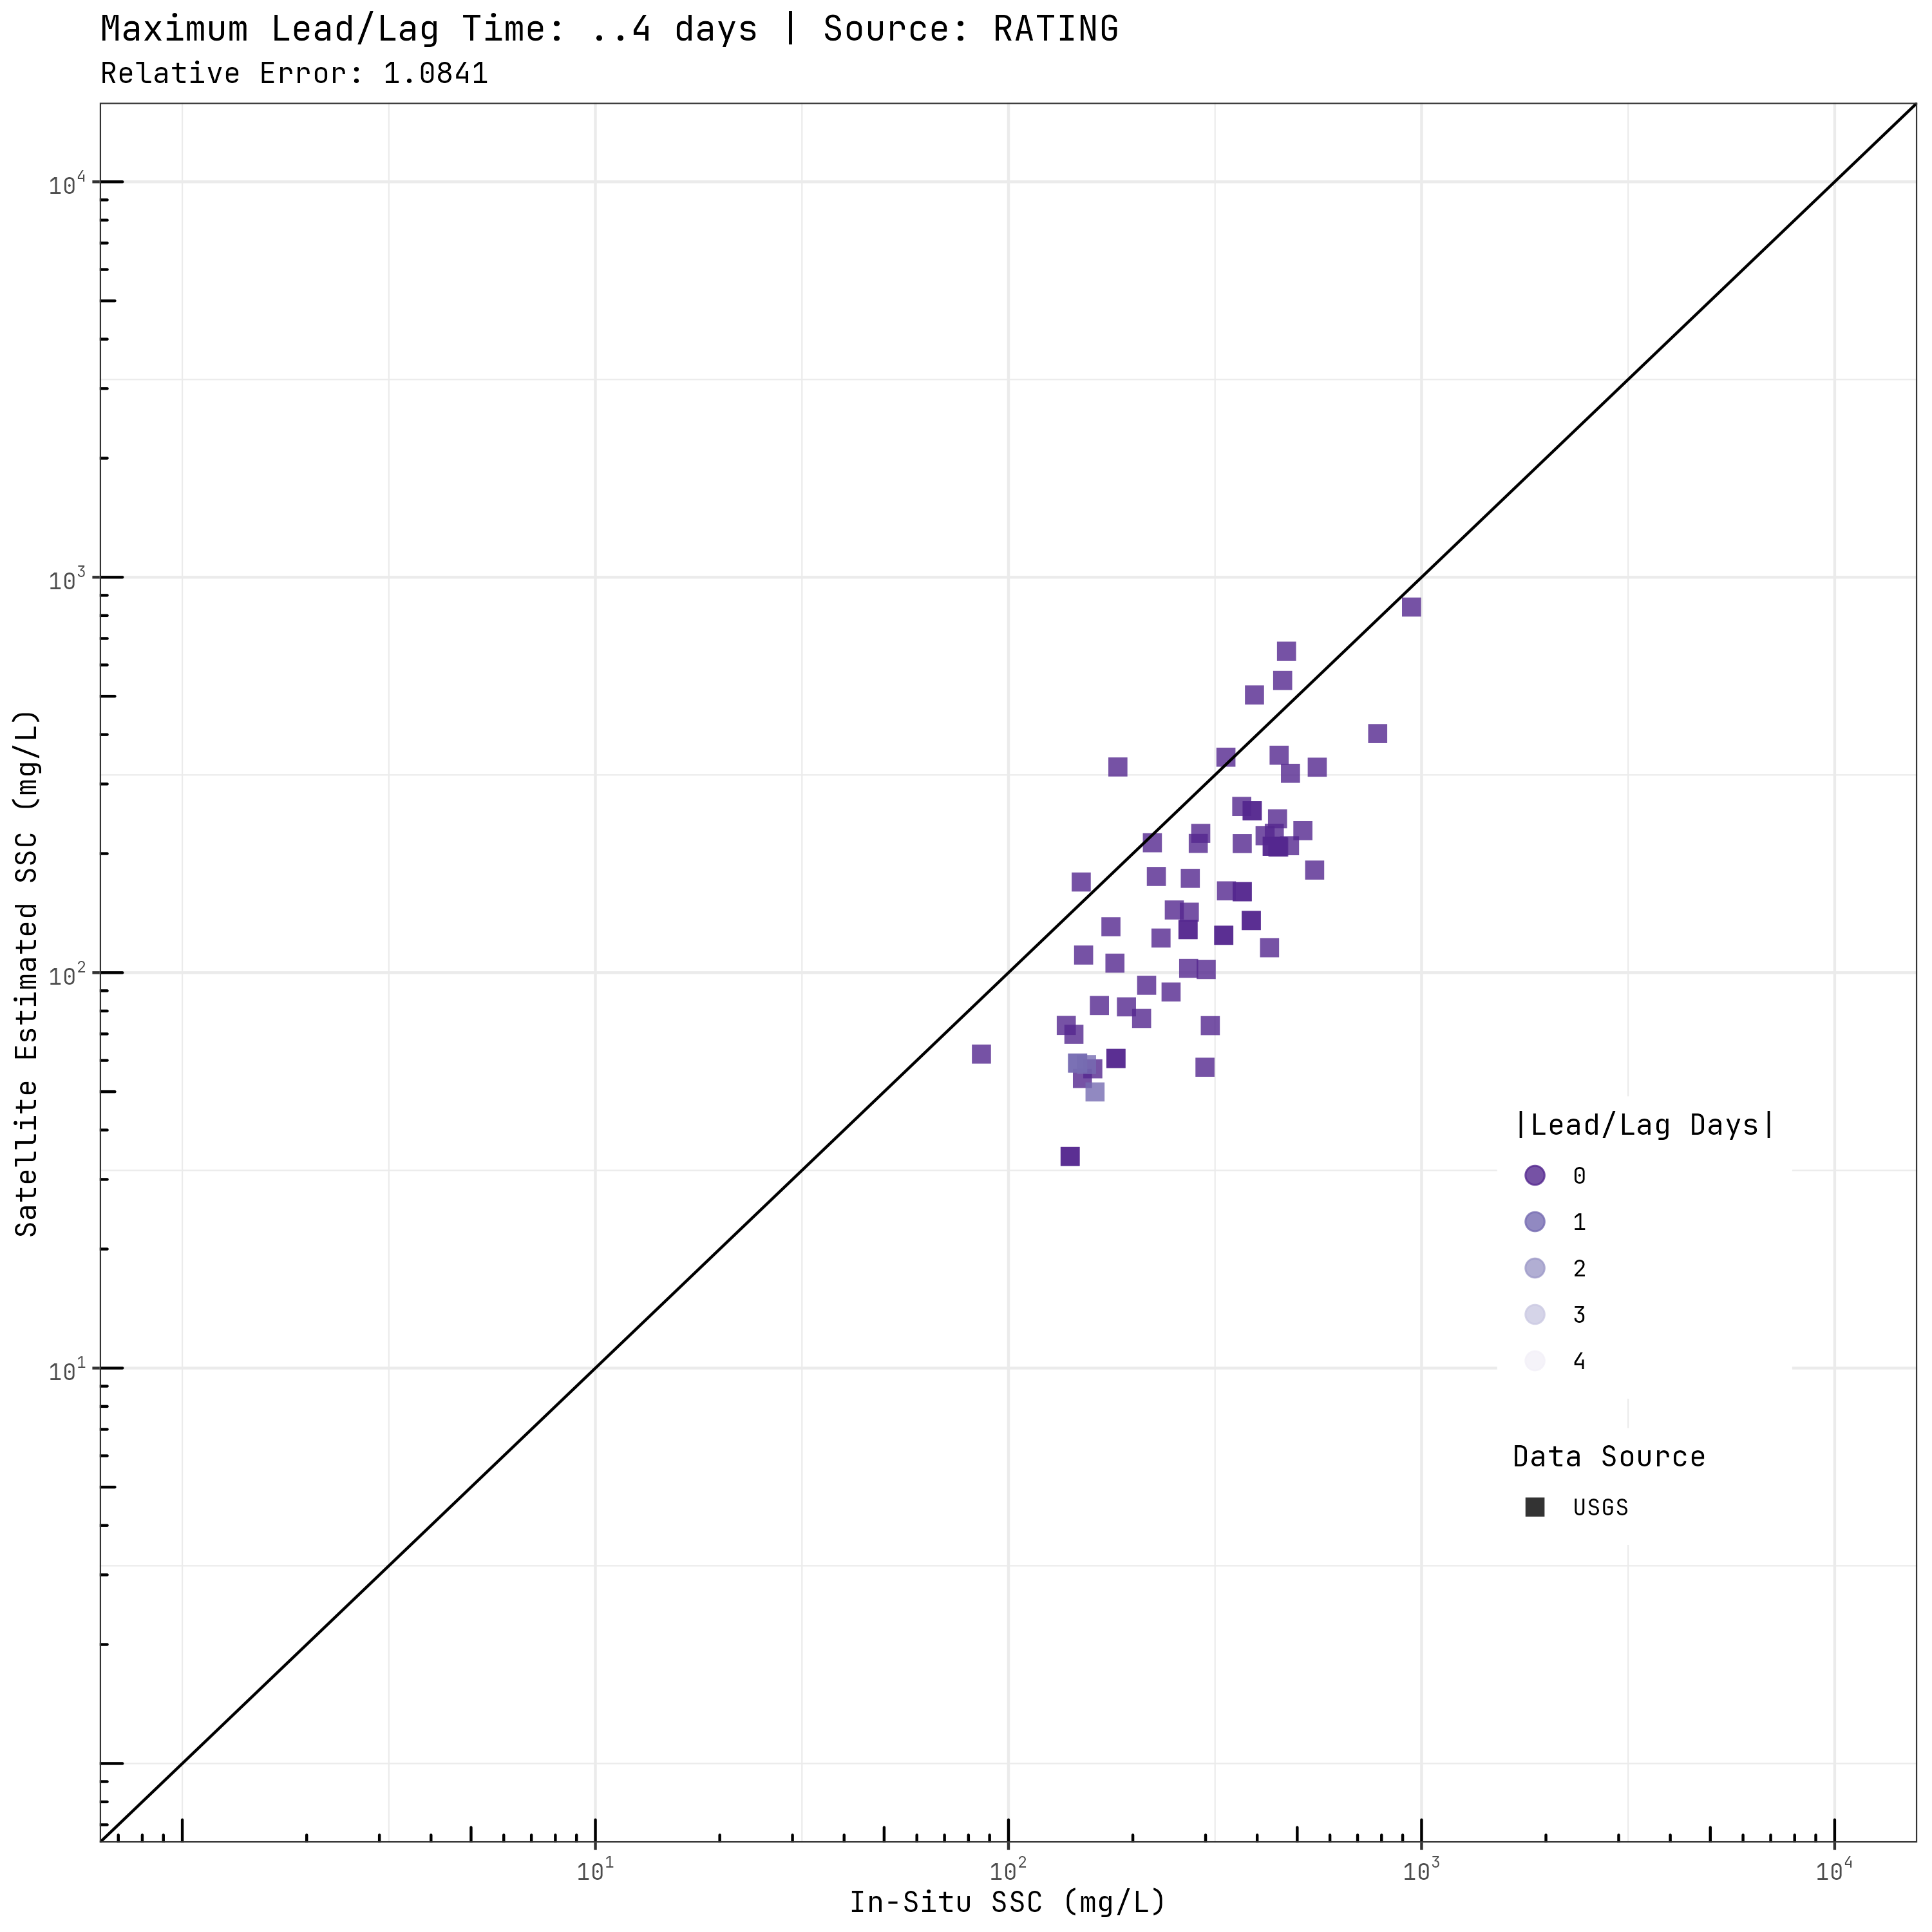 Maximum Lead/Lag Time: ..4 days | Source: RATING
Relative Error: 1.0841
Satellite Estimated SSC (mg/L)
10⁴
10³
10²
10¹
|Lead/Lag Days|
0
1
2
3
4
Data Source
USGS
10¹ 10² 10³ 10⁴
In-Situ SSC (mg/L)